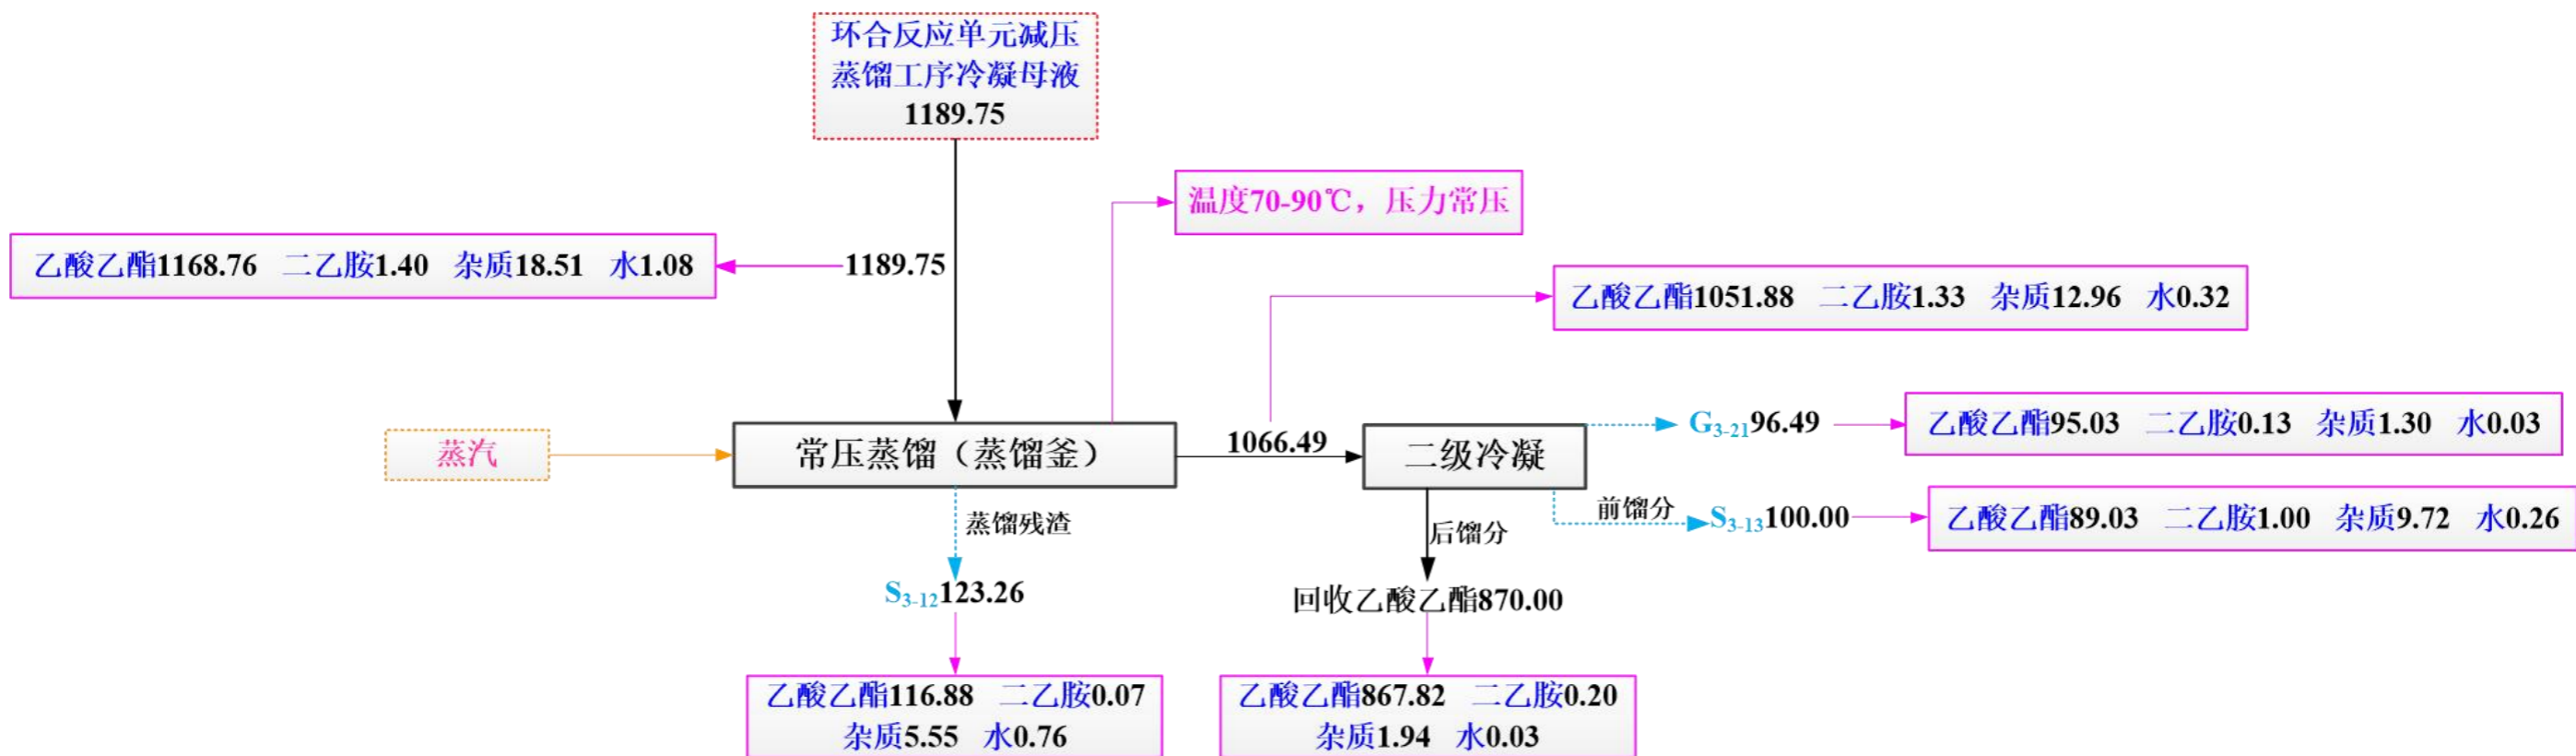 环合反应单元减压
蒸馏工序冷凝母液
1189.75
温度70-90℃，压力常压
乙酸乙酯1168.76 二乙胺1.40 杂质18.51 水1.08
1189.75
乙酸乙酯1051.88 二乙胺1.33 杂质12.96 水0.32
蒸汽
常压蒸馏（蒸馏釜）
1066.49
二级冷凝
G3-2196.49
乙酸乙酯95.03 二乙胺0.13 杂质1.30 水0.03
蒸馏残渣
后馏分
前馏分
S3-13100.00
乙酸乙酯89.03 二乙胺1.00 杂质9.72 水0.26
S3-12123.26
回收乙酸乙酯870.00
乙酸乙酯116.88 二乙胺0.07
杂质5.55 水0.76
乙酸乙酯867.82 二乙胺0.20
杂质1.94 水0.03